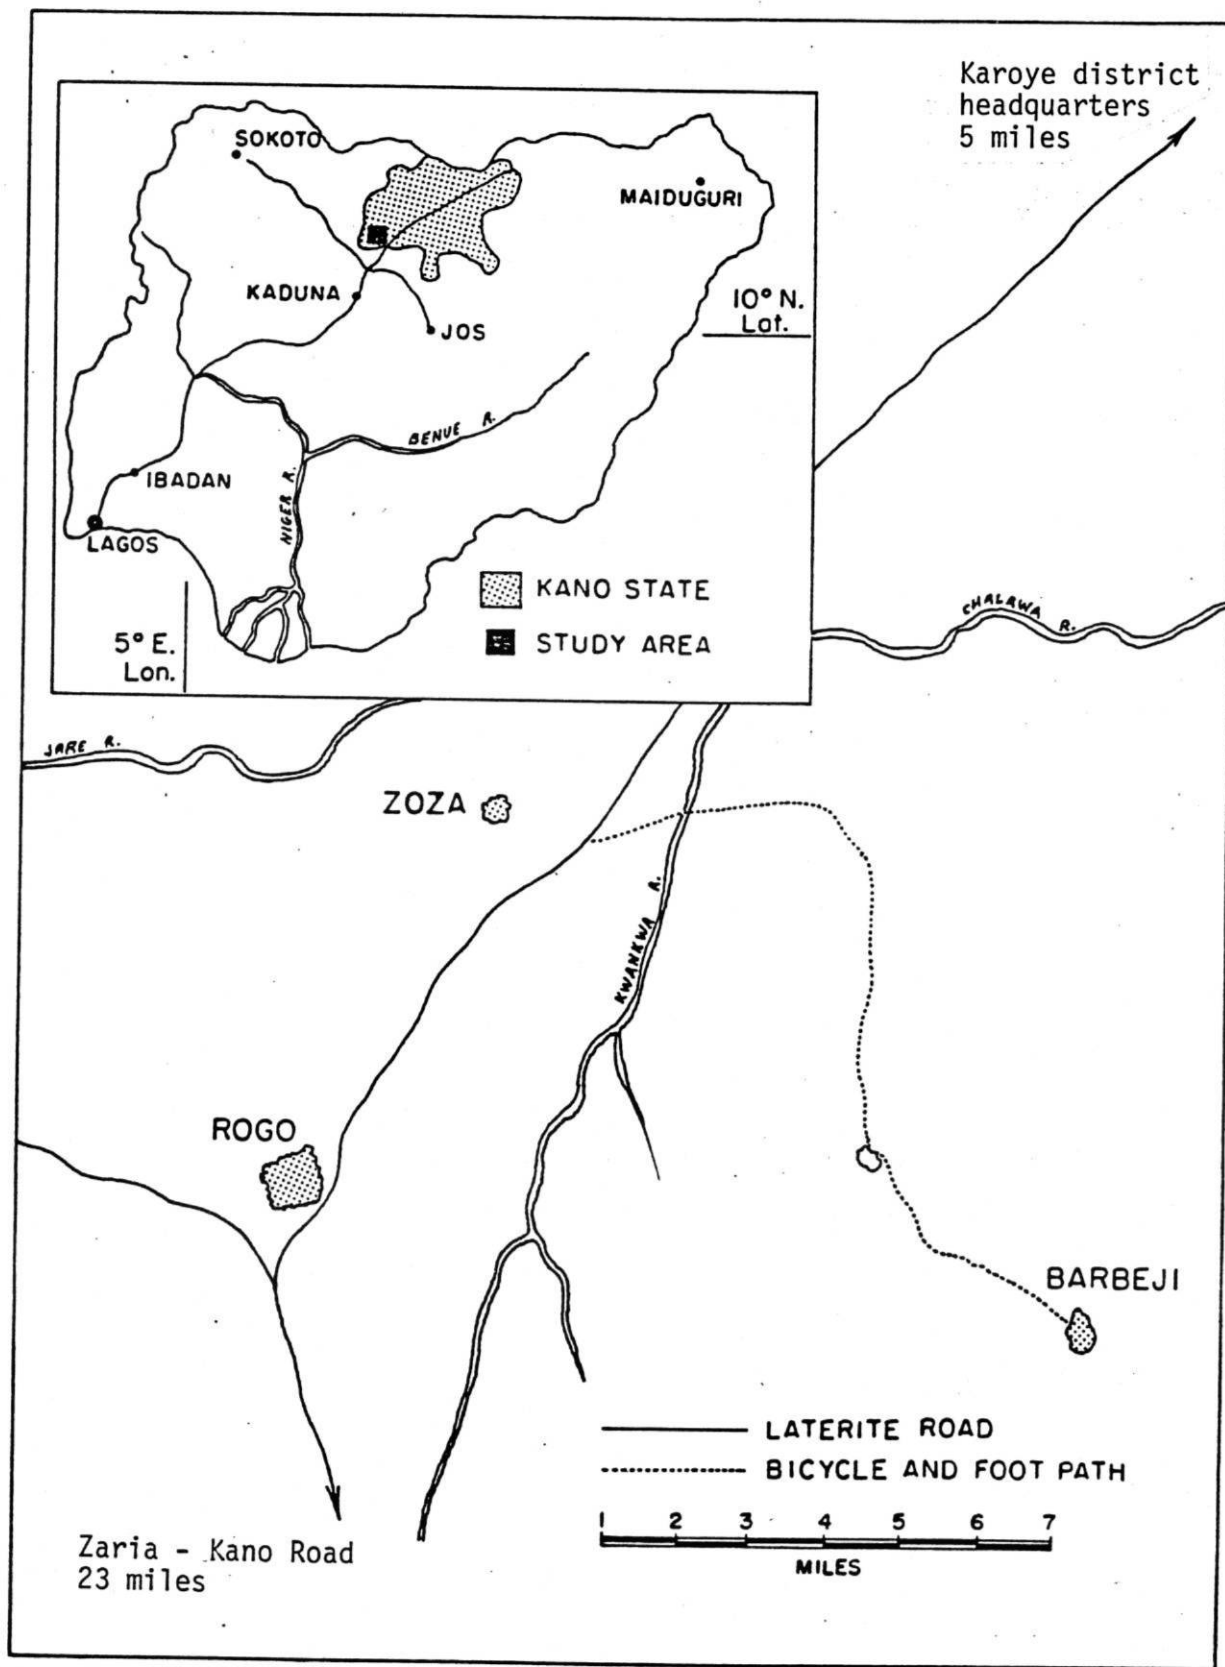 Karoye district
headquarters
5 miles
SOKOTO
MAIDUGURI
KADUNA
JOS
10° N.
Lat.
BENUE R.
IBADAN
NIGER R.
LAGOS
KANO STATE
STUDY AREA
5° E.
Lon.
CHALAWA R.
JARE R.
ZOZA
KWANKWA R.
ROGO
BARBEJI
LATERITE ROAD
BICYCLE AND FOOT PATH
1 2 3 4 5 6 7
MILES
Zaria - Kano Road
23 miles